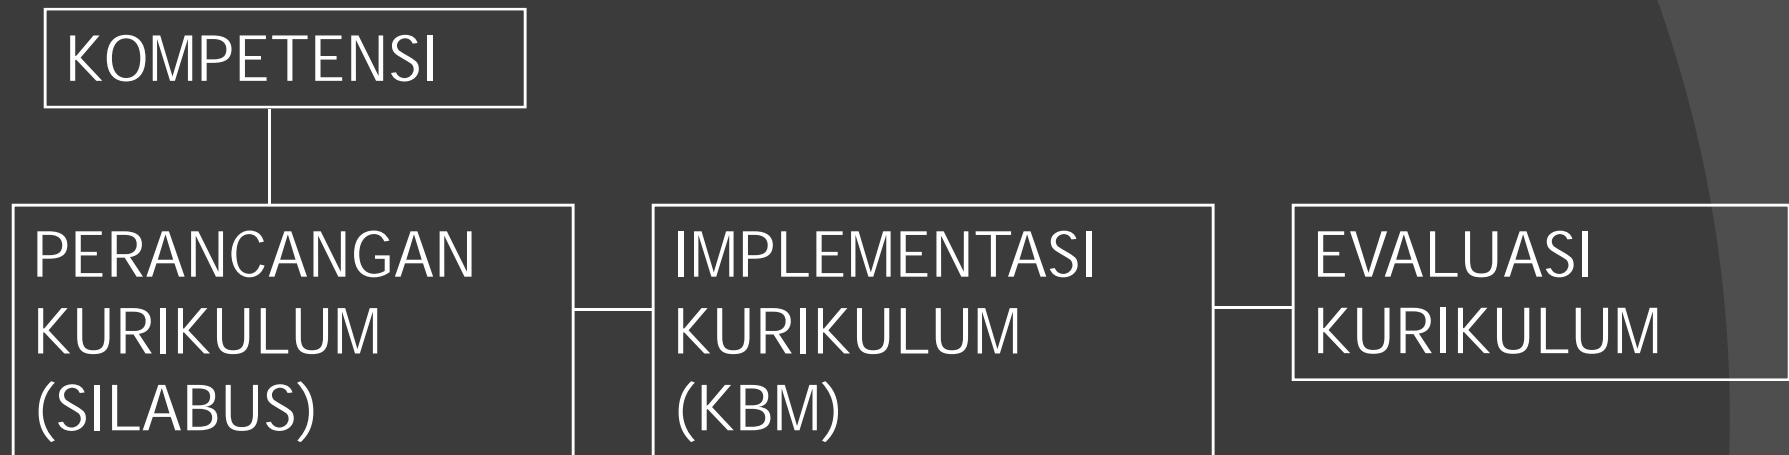 KOMPETENSI
PERANCANGAN
KURIKULUM
(SILABUS)
IMPLEMENTASI
KURIKULUM
(KBM)
EVALUASI
KURIKULUM